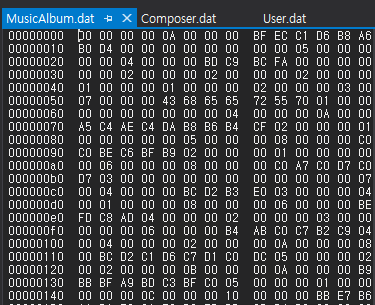 MusicAlbum.dat Composer.dat User.dat
00000000 00 00 00 00 0A 00 00 00 BF EC C1 D6 B8 A6
00000010 B0 D4 00 00 00 00 00 00 00 00 05 00 00 00
00000020 00 00 04 00 00 00 BD C9 BC FA 00 00 00 00
00000030 00 00 02 00 00 00 02 00 00 00 02 00 00 00
00000040 01 00 00 00 01 00 00 00 02 00 00 00 03 00
00000050 07 00 00 00 43 68 65 65 72 55 70 01 00 00
00000060 00 00 00 00 00 00 04 00 00 00 0A 00 00
00000070 A5 C4 AE C4 DA B8 B6 B4 CF 02 00 00 01
00000080 00 00 00 00 05 00 00 00 08 00 00 00 C0
00000090 C0 BE C6 BF B9 02 00 00 00 01 00 00 00
000000a0 00 06 00 00 00 08 00 00 00 C0 A7 C0 D7 C0
000000b0 D7 03 00 00 00 00 00 00 00 00 00 00 07
000000c0 00 04 00 00 00 BC D2 B3 E0 03 00 00 00 04
000000d0 00 01 00 00 00 08 00 00 00 06 00 00 00 BE
000000e0 FD C8 AD 04 00 00 00 02 00 00 00 03 00 00
000000f0 00 00 00 06 00 00 00 B4 AB C0 C7 B2 C9 04
00000100 00 04 00 00 00 02 00 00 00 0A 00 00 00 08
00000110 00 BC D2 C1 D6 C7 D1 C0 DC 05 00 00 00 02
00000120 00 02 00 00 00 0B 00 00 00 0A 00 00 00 B9
00000130 BB BF A9 BD C3 BF C0 05 00 00 00 01 00 00
00000140 00 00 00 0C 00 00 00 10 00 00 00 BB E7 B8